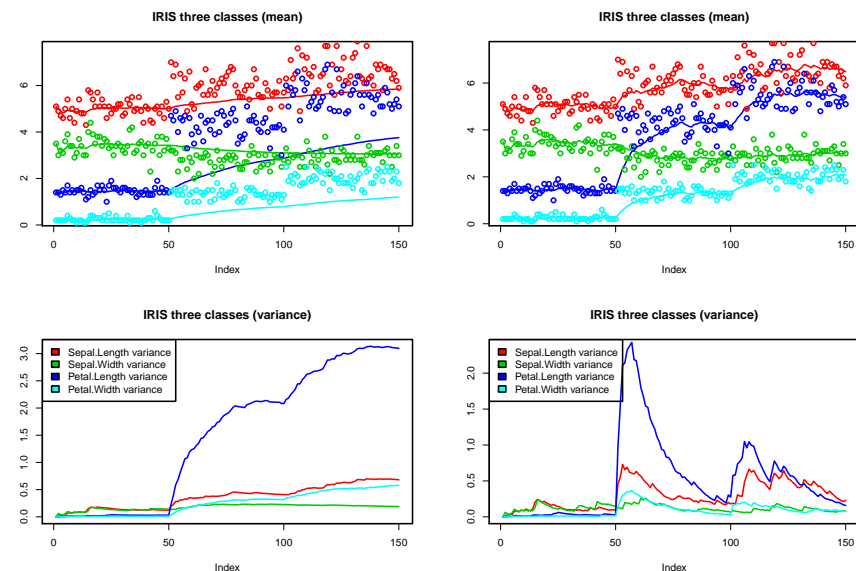 IRIS three classes (mean)
0 2 4 6
0 50 100 150
Index
IRIS three classes (mean)
0 2 4 6
0 50 100 150
Index
IRIS three classes (variance)
Sepal.Length variance
Sepal.Width variance
Petal.Length variance
Petal.Width variance
0.0 0.5 1.0 1.5 2.0 2.5 3.0
0 50 100 150
Index
IRIS three classes (variance)
Sepal.Length variance
Sepal.Width variance
Petal.Length variance
Petal.Width variance
0.0 0.5 1.0 1.5 2.0
0 50 100 150
Index